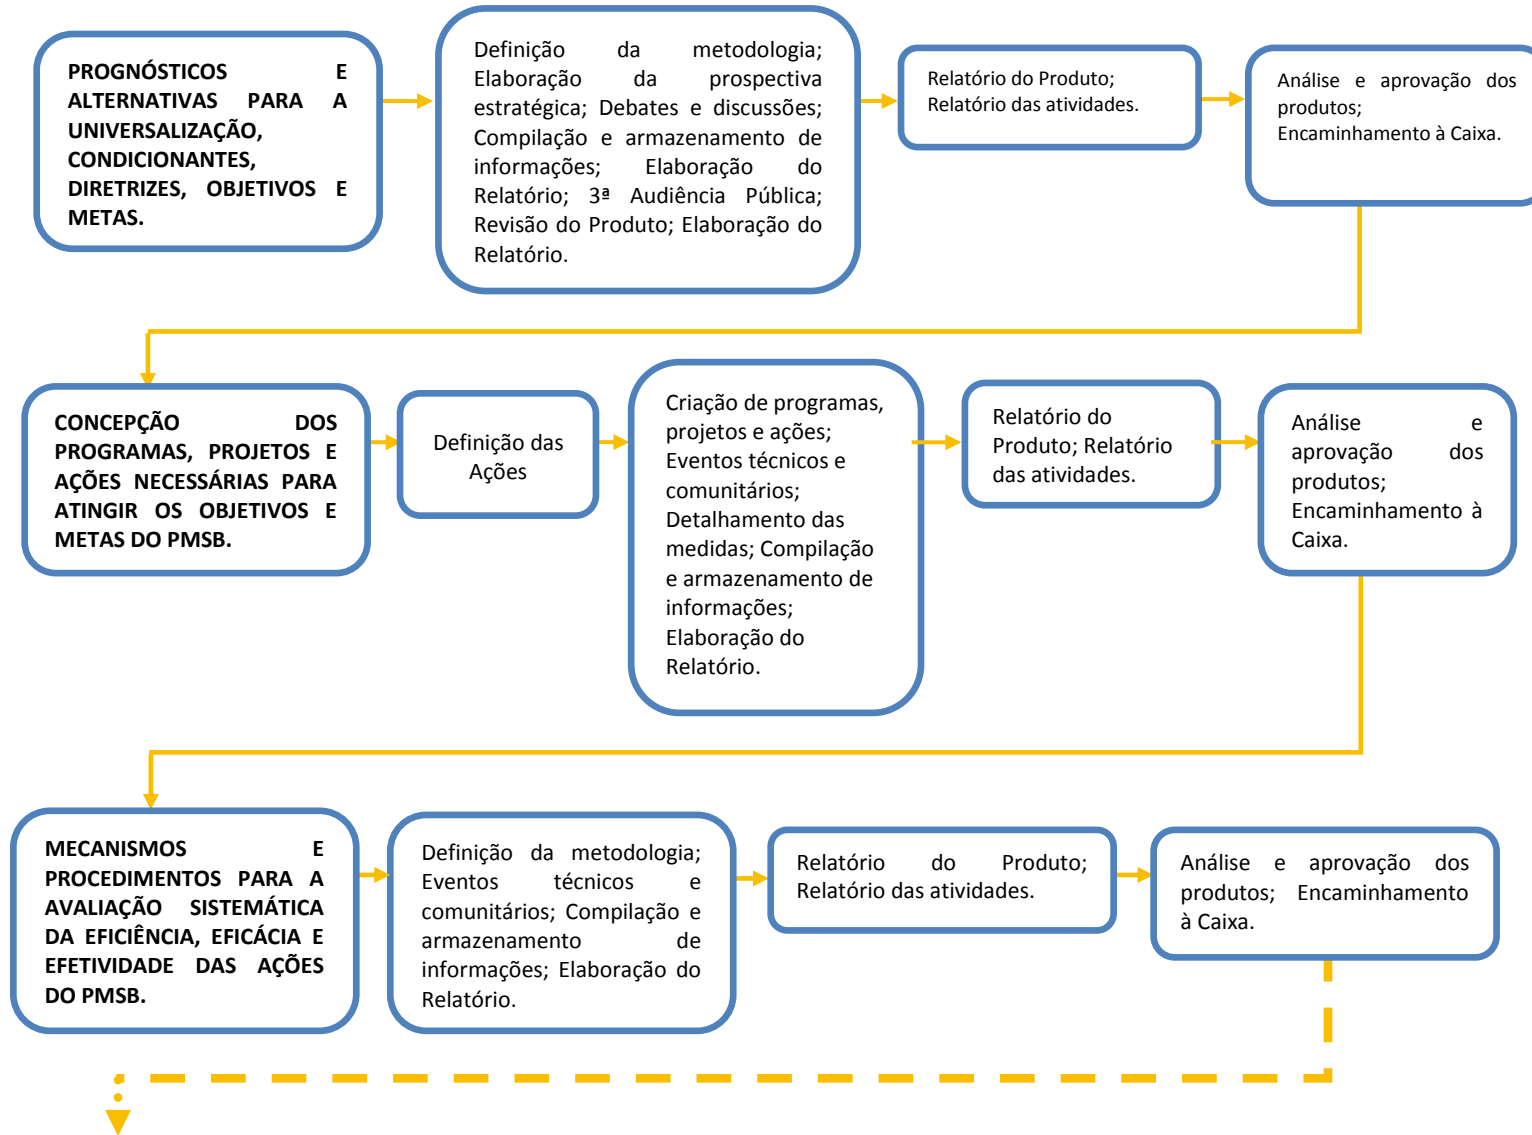 PROGNÓSTICOS E
ALTERNATIVAS PARA A
UNIVERSALIZAÇÃO,
CONDICIONANTES,
DIRETRIZES, OBJETIVOS E
METAS.
Definição da metodologia;
Elaboração da prospectiva
estratégica; Debates e discussões;
Compilação e armazenamento de
informações; Elaboração do
Relatório; 3ª Audiência Pública;
Revisão do Produto; Elaboração do
Relatório.
Relatório do Produto;
Relatório das atividades.
Análise e aprovação dos
produtos;
Encaminhamento à Caixa.
CONCEPÇÃO DOS
PROGRAMAS, PROJETOS E
AÇÕES NECESSÁRIAS PARA
ATINGIR OS OBJETIVOS E
METAS DO PMSB.
Definição das
Ações
Criação de programas,
projetos e ações;
Eventos técnicos e
comunitários;
Detalhamento das
medidas; Compilação
e armazenamento de
informações;
Elaboração do
Relatório.
Relatório do
Produto; Relatório
das atividades.
Análise e
aprovação dos
produtos;
Encaminhamento à
Caixa.
MECANISMOS E
PROCEDIMENTOS PARA A
AVALIAÇÃO SISTEMÁTICA
DA EFICIÊNCIA, EFICÁCIA E
EFETIVIDADE DAS AÇÕES
DO PMSB.
Definição da metodologia;
Eventos técnicos e
comunitários; Compilação e
armazenamento de
informações; Elaboração do
Relatório.
Relatório do Produto;
Relatório das atividades.
Análise e aprovação dos
produtos; Encaminhamento
à Caixa.